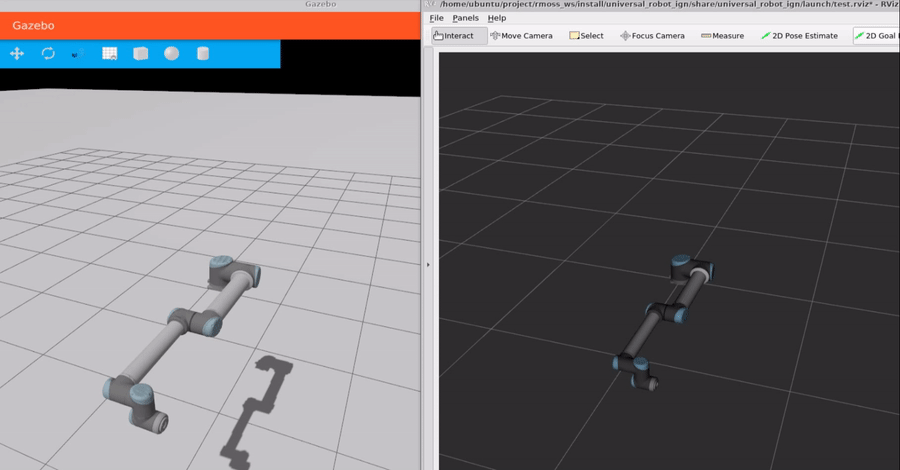 Gazebo
/home/ubuntu/project/rmoss_ws/install/universal_robot_ign/share/universal_robot_ign/launch/test.rviz* - RViz
Gazebo
File Panels Help
Interact Move Camera Select Focus Camera Measure 2D Pose Estimate 2D Goal